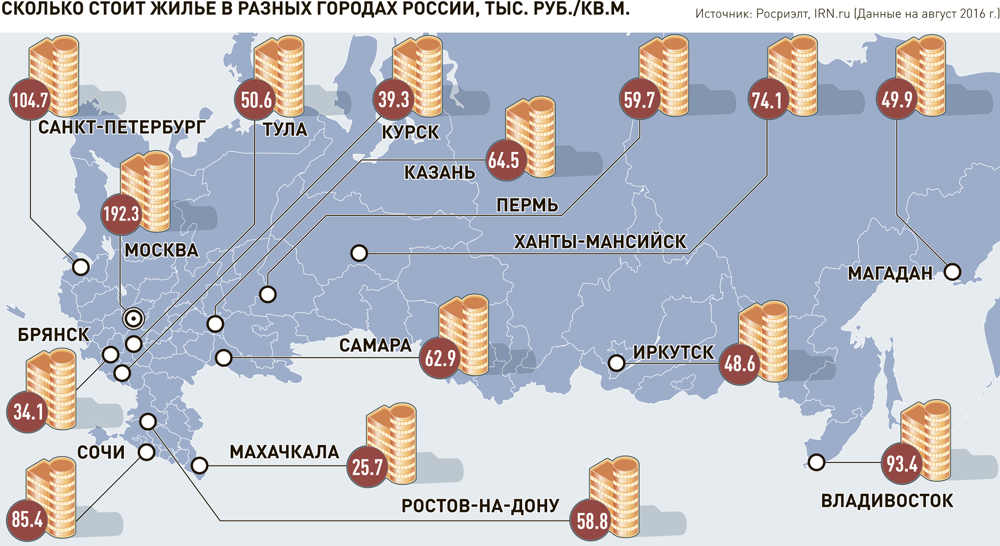 СКОЛЬКО СТОИТ ЖИЛЬЕ В РАЗНЫХ ГОРОДАХ РОССИИ, ТЫС. РУБ./КВ.М.
Источник: Росриэлт, IRN.ru (Данные на август 2016 г.)
104.7
САНКТ-ПЕТЕРБУРГ
50.6
ТУЛА
39.3
КУРСК
59.7
ПЕРМЬ
74.1
ХАНТЫ-МАНСИЙСК
49.9
МАГАДАН
64.5
КАЗАНЬ
192.3
МОСКВА
БРЯНСК
34.1
САМАРА
62.9
ИРКУТСК
48.6
СОЧИ
85.4
МАХАЧКАЛА
25.7
РОСТОВ-НА-ДОНУ
58.8
93.4
ВЛАДИВОСТОК